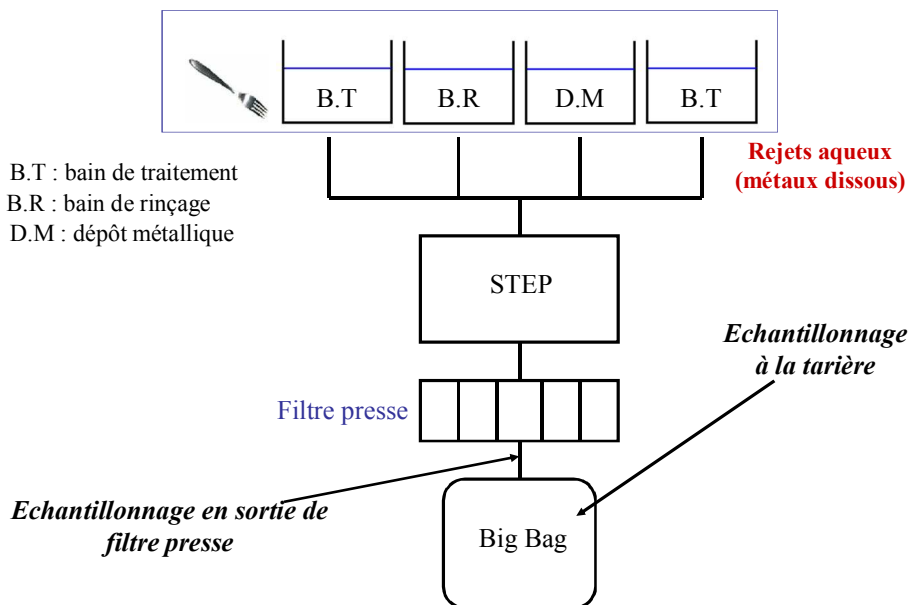 B.T
B.R
D.M
B.T
B.T : bain de traitement
B.R : bain de rinçage
D.M : dépôt métallique
Rejets aqueux
(métaux dissous)
STEP
Echantillonnage
à la tarière
Filtre presse
Echantillonnage en sortie de
filtre presse
Big Bag